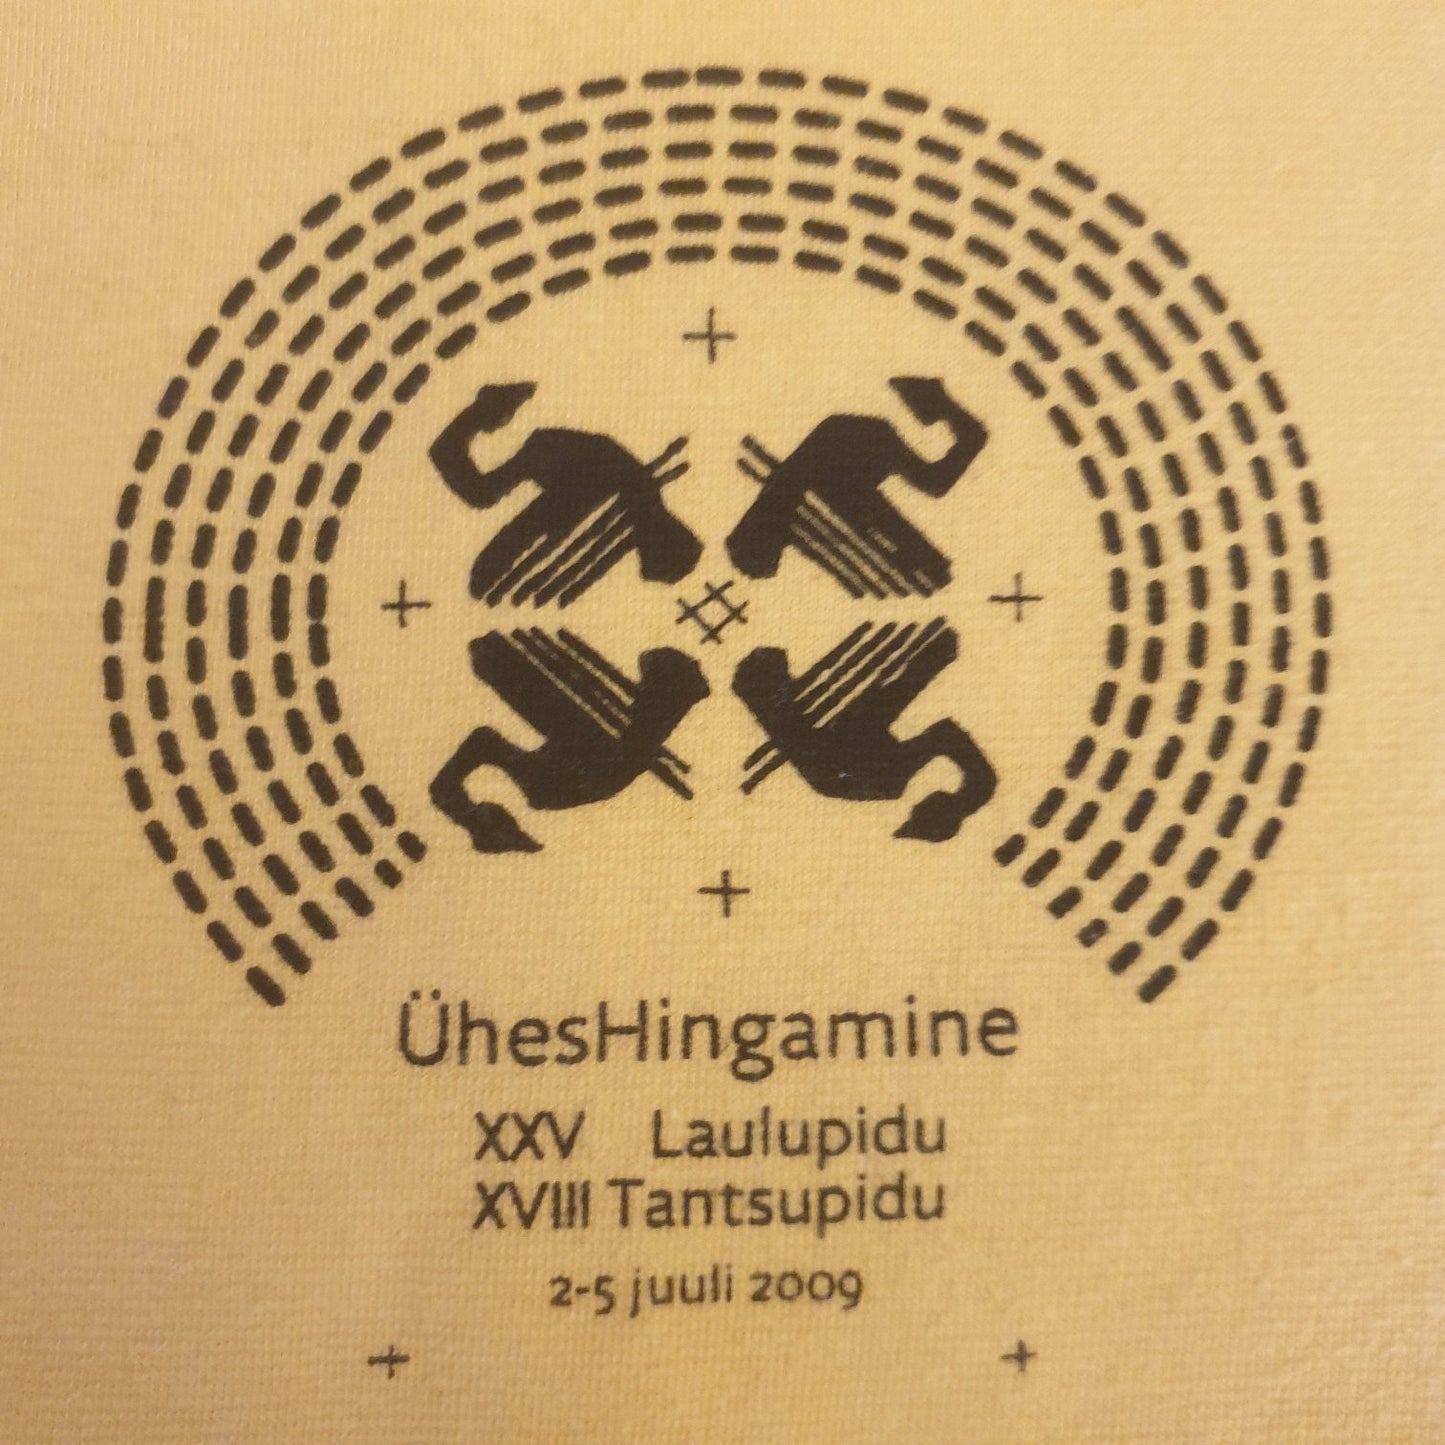 ÜhesHingamine
XXV Laulupidu
XVIII Tantsupidu
2-5 juuli 2009